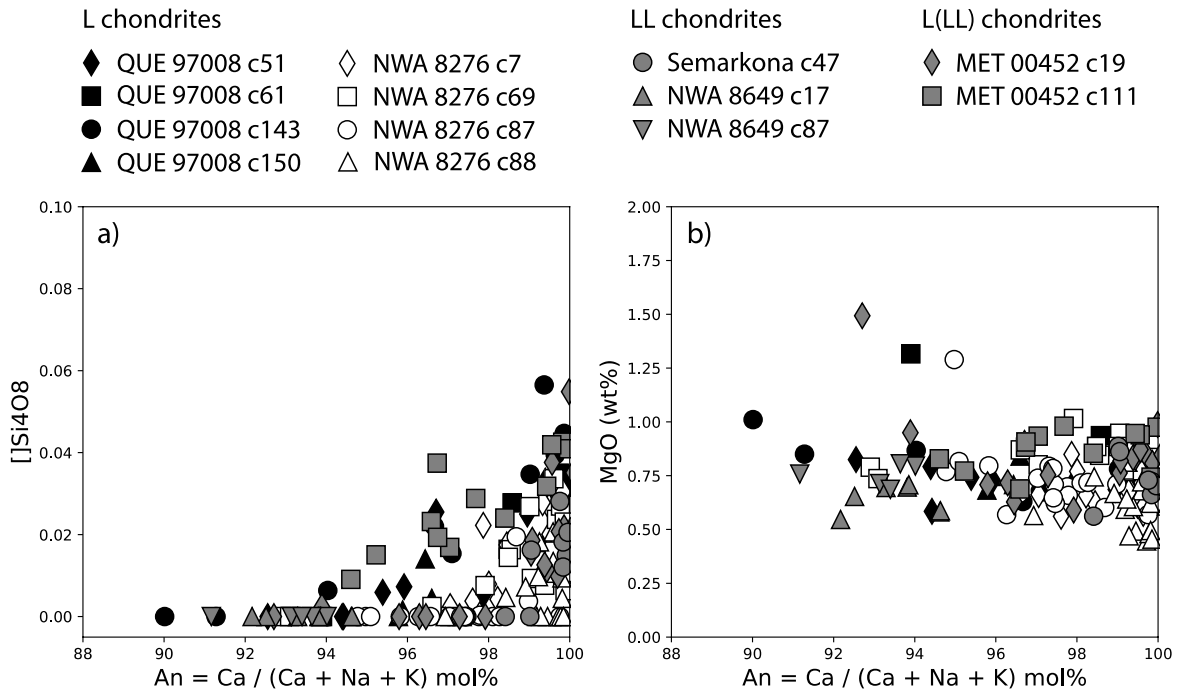 L chondrites
QUE 97008 c51
QUE 97008 c61
QUE 97008 c143
QUE 97008 c150
NWA 8276 c7
NWA 8276 c69
NWA 8276 c87
NWA 8276 c88
LL chondrites
Semarkona c47
NWA 8649 c17
NWA 8649 c87
L(LL) chondrites
MET 00452 c19
MET 00452 c111
a)
[]Si4O8
0.10
0.08
0.06
0.04
0.02
0.00
88 90 92 94 96 98 100
An = Ca / (Ca + Na + K) mol%
b)
MgO (wt%)
2.00
1.75
1.50
1.25
1.00
0.75
0.50
0.25
0.00
88 90 92 94 96 98 100
An = Ca / (Ca + Na + K) mol%